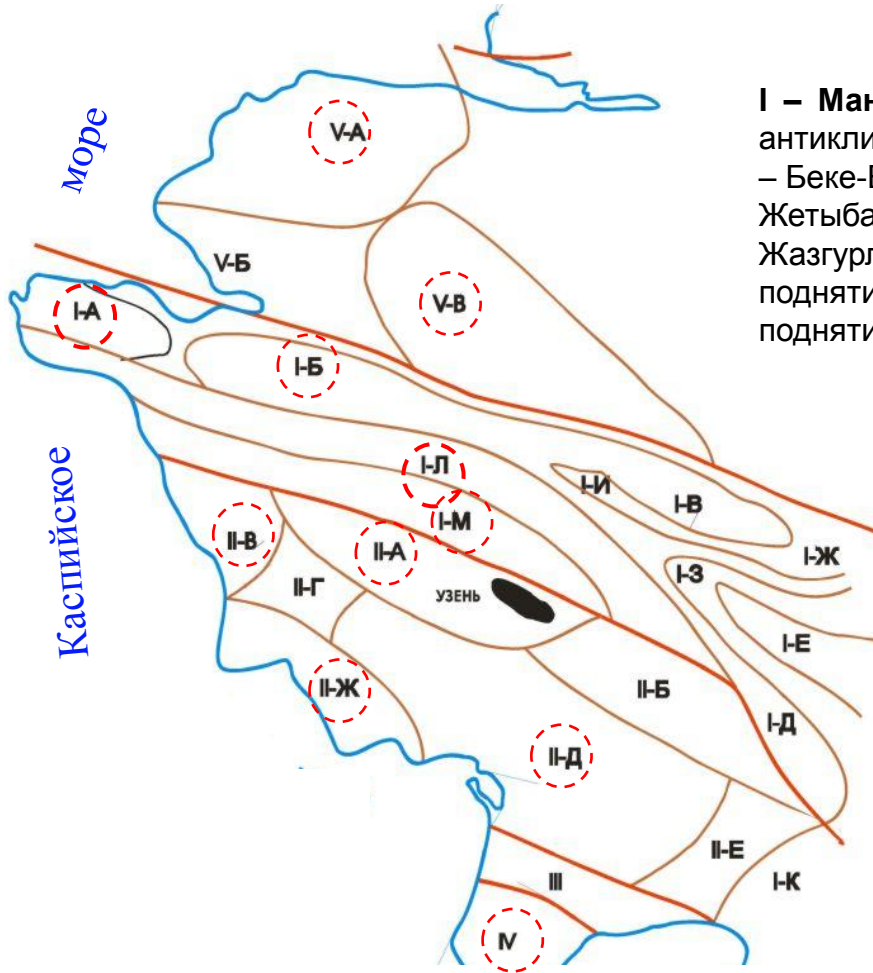 море
Каспийское
V-А
V-Б
V-В
I-А
I-Б
I-Л
I-И
I-В
I-М
I-Ж
II-В
II-А
I-З
II-Г
УЗЕНЬ
I-Е
II-Ж
II-Б
I-Д
II-Д
II-Е
III
I-К
IV
I – Ман
антикли
– Беке-Б
Жетыба
Жазгурл
подняти
подняти